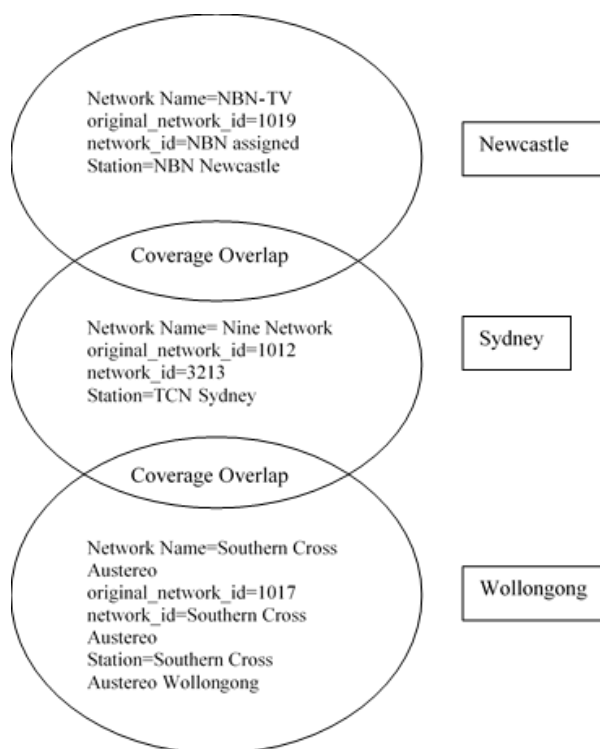 Network Name=NBN-TV
original_network_id=1019
network_id=NBN assigned
Station=NBN Newcastle
Newcastle
Coverage Overlap
Network Name= Nine Network
original_network_id=1012
network_id=3213
Station=TCN Sydney
Sydney
Coverage Overlap
Network Name=Southern Cross
Austereo
original_network_id=1017
network_id=Southern Cross
Austereo
Station=Southern Cross
Austereo Wollongong
Wollongong